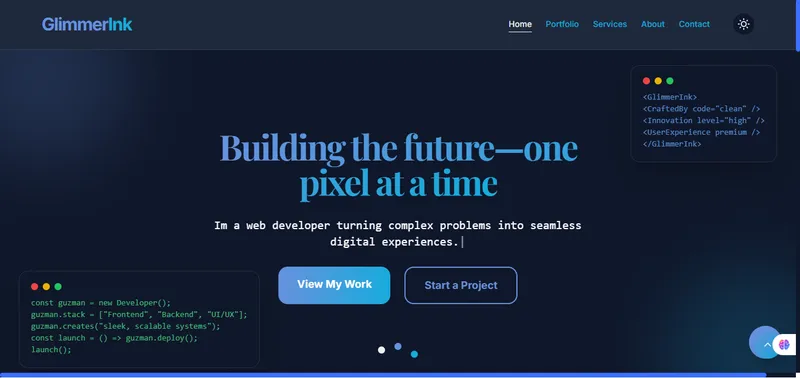 GlimmerInk
Home Portfolio Services About Contact
<GlimmerInk>
<CraftedBy code="clean" />
<Innovation level="high" />
<UserExperience premium />
</GlimmerInk>
Building the future—one
pixel at a time
Im a web developer turning complex problems into seamless
digital experiences.|
View My Work
Start a Project
const guzman = new Developer();
guzman.stack = ["Frontend", "Backend", "UI/UX"];
guzman.creates("sleek, scalable systems");
const launch = () => guzman.deploy();
launch();